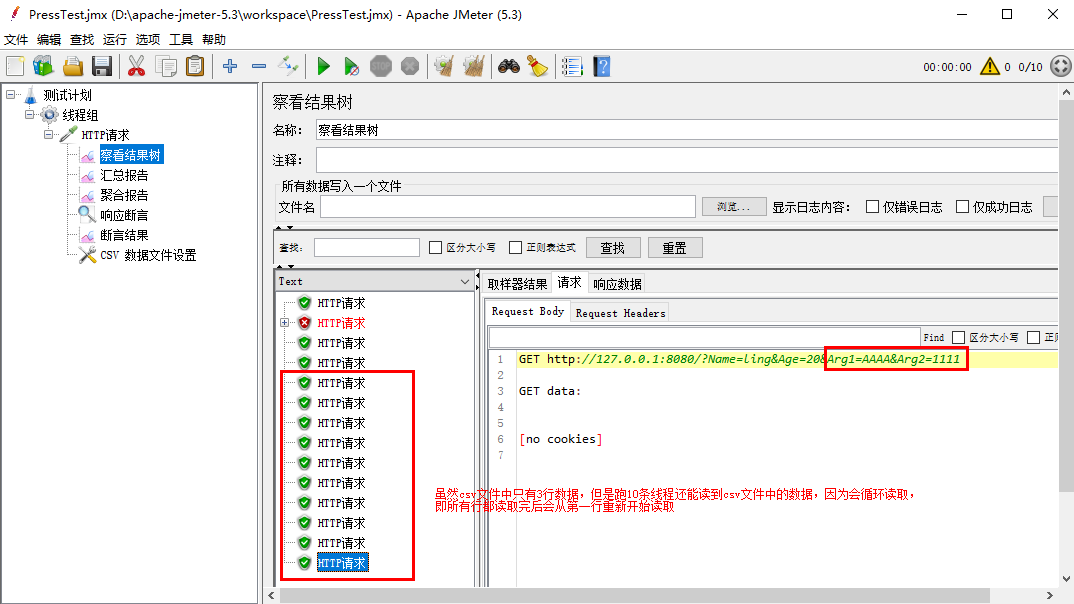 PressTest.jmx (D:\apache-jmeter-5.3\workspace\PressTest.jmx) - Apache JMeter (5.3)
文件 编辑 查找 运行 选项 工具 帮助
STOP
00:00:00 0 0/10
测试计划
线程组
HTTP请求
察看结果树
汇总报告
聚合报告
响应断言
断言结果
CSV 数据文件设置
察看结果树
名称: 察看结果树
注释:
所有数据写入一个文件
文件名 浏览... 显示日志内容: 仅错误日志 仅成功日志
查找: 区分大小写 正则表达式 查找 重置
Text
HTTP请求
HTTP请求
HTTP请求
HTTP请求
HTTP请求
HTTP请求
HTTP请求
HTTP请求
HTTP请求
HTTP请求
HTTP请求
HTTP请求
HTTP请求
HTTP请求
取样器结果 请求 响应数据
Request Body Request Headers
Find 区分大小写 正则
1 GET http://127.0.0.1:8080/?Name=ling&Age=20&Arg1=AAAA&Arg2=1111
2
3 GET data:
4
5
6 [no cookies]
7
虽然csv文件中只有3行数据，但是跑10条线程还能读到csv文件中的数据，因为会循环读取，
即所有行都读取完后会从第一行重新开始读取